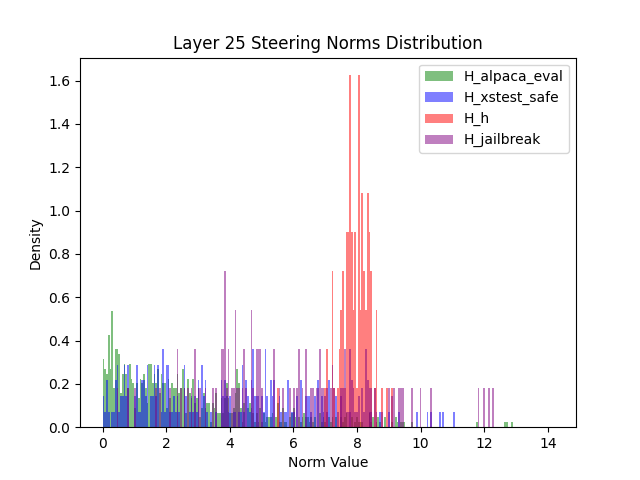 Layer 25 Steering Norms Distribution
H_alpaca_eval
H_xstest_safe
H_h
H_jailbreak
Density
1.6
1.4
1.2
1.0
0.8
0.6
0.4
0.2
0.0
0 2 4 6 8 10 12 14
Norm Value